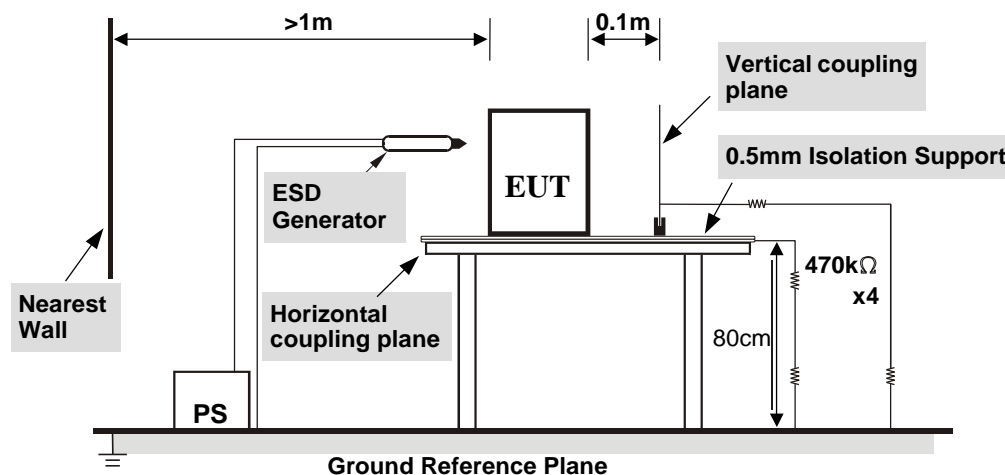 >1m
0.1m
Vertical coupling
plane
0.5mm Isolation Support
ESD
Generator
EUT
470kΩ
x4
Nearest
Wall
Horizontal
coupling plane
80cm
PS
Ground Reference Plane